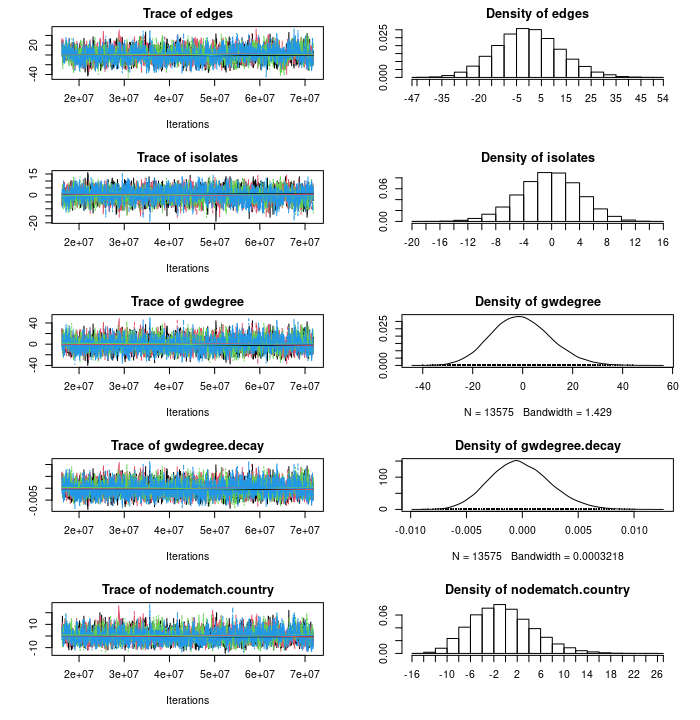 Trace of edges
20
-40
2e+07 3e+07 4e+07 5e+07 6e+07 7e+07
Iterations
Density of edges
0.025
0.000
-47 -35 -20 -5 5 15 25 35 45 54
Trace of isolates
15
0
-20
2e+07 3e+07 4e+07 5e+07 6e+07 7e+07
Iterations
Density of isolates
0.06
0.00
-20 -16 -12 -8 -4 0 4 8 12 16
Trace of gwdegree
40
0
-40
2e+07 3e+07 4e+07 5e+07 6e+07 7e+07
Iterations
Density of gwdegree
0.025
0.000
-40 -20 0 20 40 60
N = 13575 Bandwidth = 1.429
Trace of gwdegree.decay
-0.005
2e+07 3e+07 4e+07 5e+07 6e+07 7e+07
Iterations
Density of gwdegree.decay
100
0
-0.010 -0.005 0.000 0.005 0.010
N = 13575 Bandwidth = 0.0003218
Trace of nodematch.country
10
-10
2e+07 3e+07 4e+07 5e+07 6e+07 7e+07
Iterations
Density of nodematch.country
0.06
0.00
-16 -10 -6 -2 2 6 10 14 18 22 26